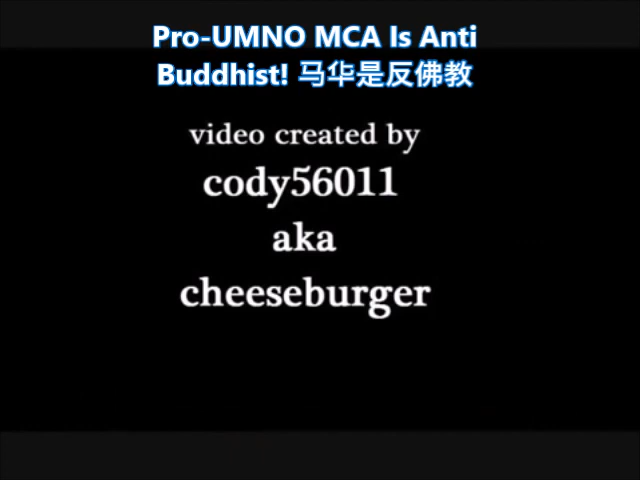 Pro-UMNO MCA Is Anti
Buddhist! 马华是反佛教
video created by
cody56011
aka
cheeseburger